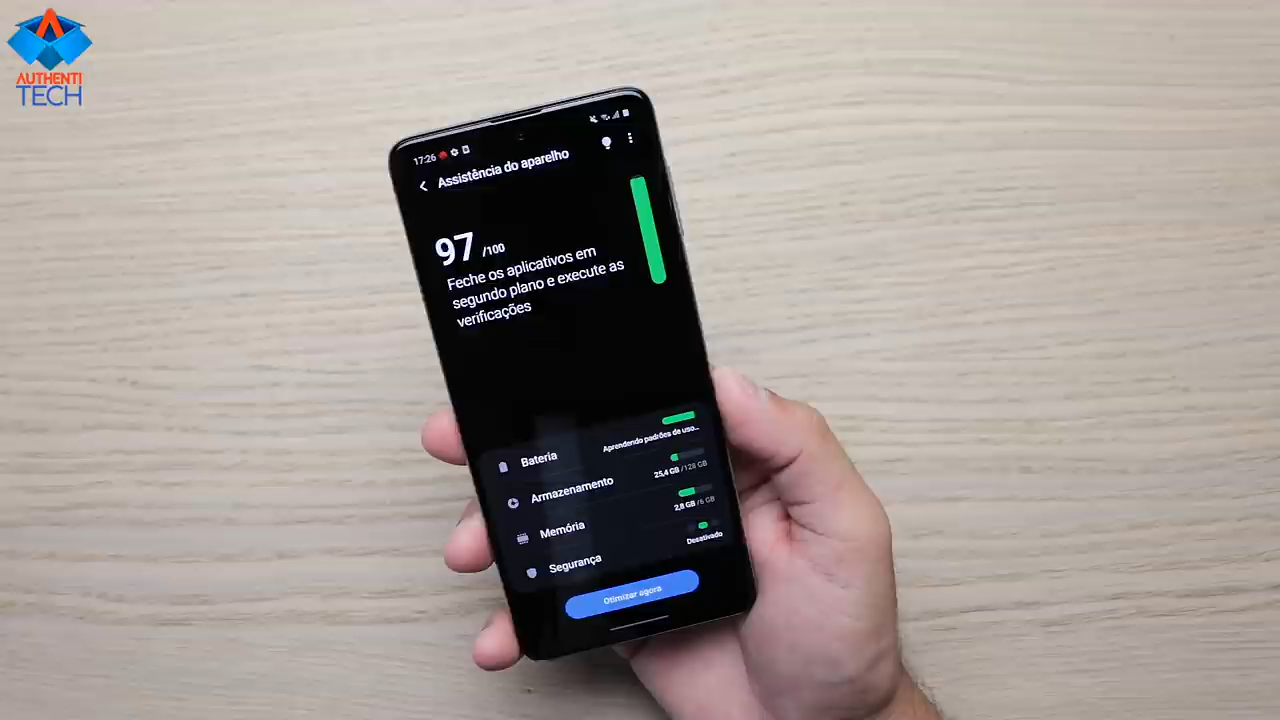 AUTHENTI
TECH
17:26
Assistência do aparelho
97 /100
Feche os aplicativos em
segundo plano e execute as
verificações
Bateria
Aprendendo padrões de uso...
Armazenamento
25,4 GB /128 GB
Memória
2,8 GB /6 GB
Segurança
Desativado
Otimizar agora